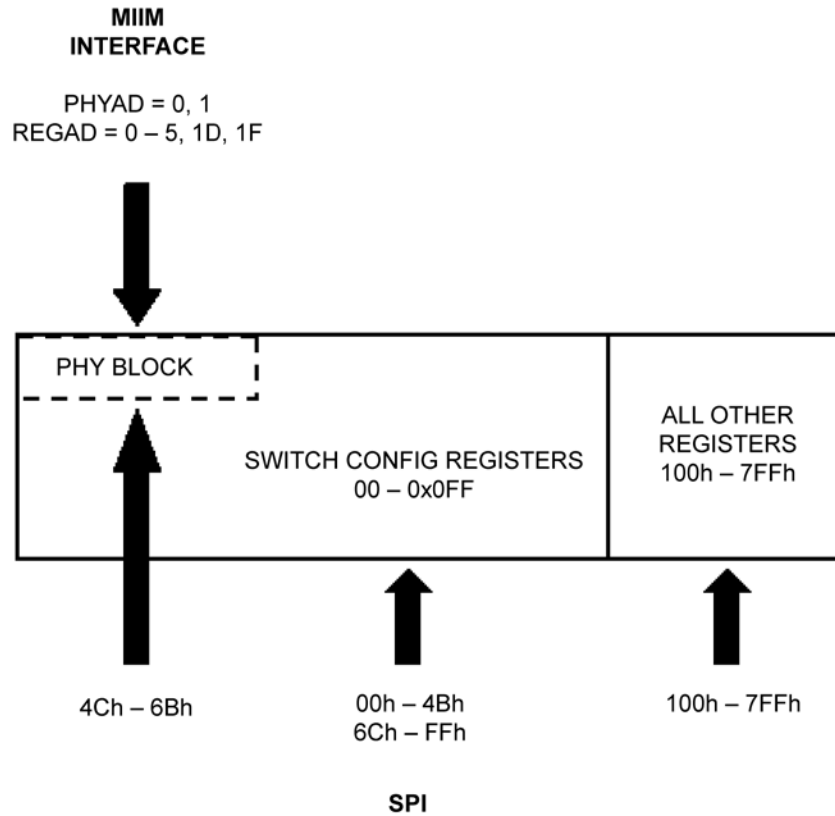 MIIM
INTERFACE
PHYAD = 0, 1
REGAD = 0 – 5, 1D, 1F
PHY BLOCK
SWITCH CONFIG REGISTERS
00 – 0x0FF
ALL OTHER
REGISTERS
100h – 7FFh
4Ch – 6Bh
00h – 4Bh
6Ch – FFh
100h – 7FFh
SPI